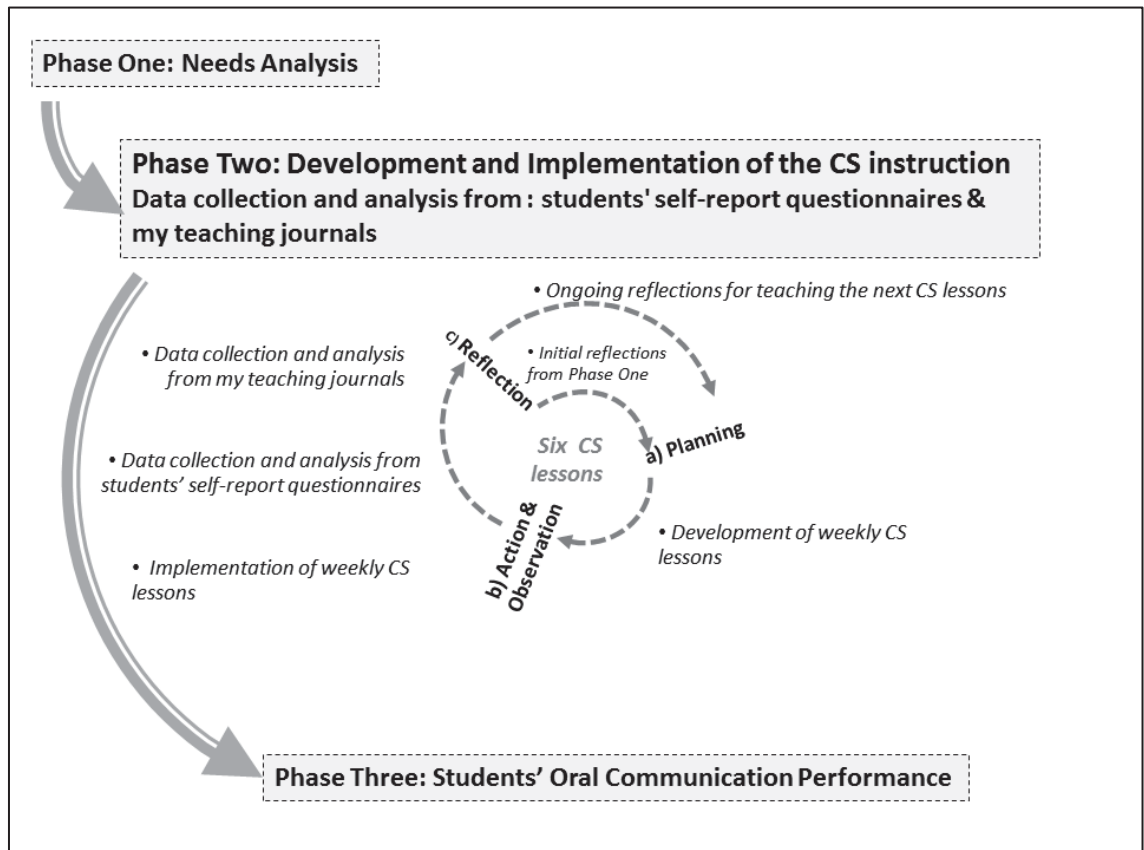 Phase One: Needs Analysis
Phase Two: Development and Implementation of the CS instruction
Data collection and analysis from : students' self-report questionnaires &
my teaching journals
• Ongoing reflections for teaching the next CS lessons
c) Reflection
• Initial reflections
from Phase One
• Data collection and analysis
from my teaching journals
Six CS
lessons
a) Planning
• Data collection and analysis from
students’ self-report questionnaires
b) Action &
Observation
• Development of weekly CS
lessons
• Implementation of weekly CS
lessons
Phase Three: Students’ Oral Communication Performance